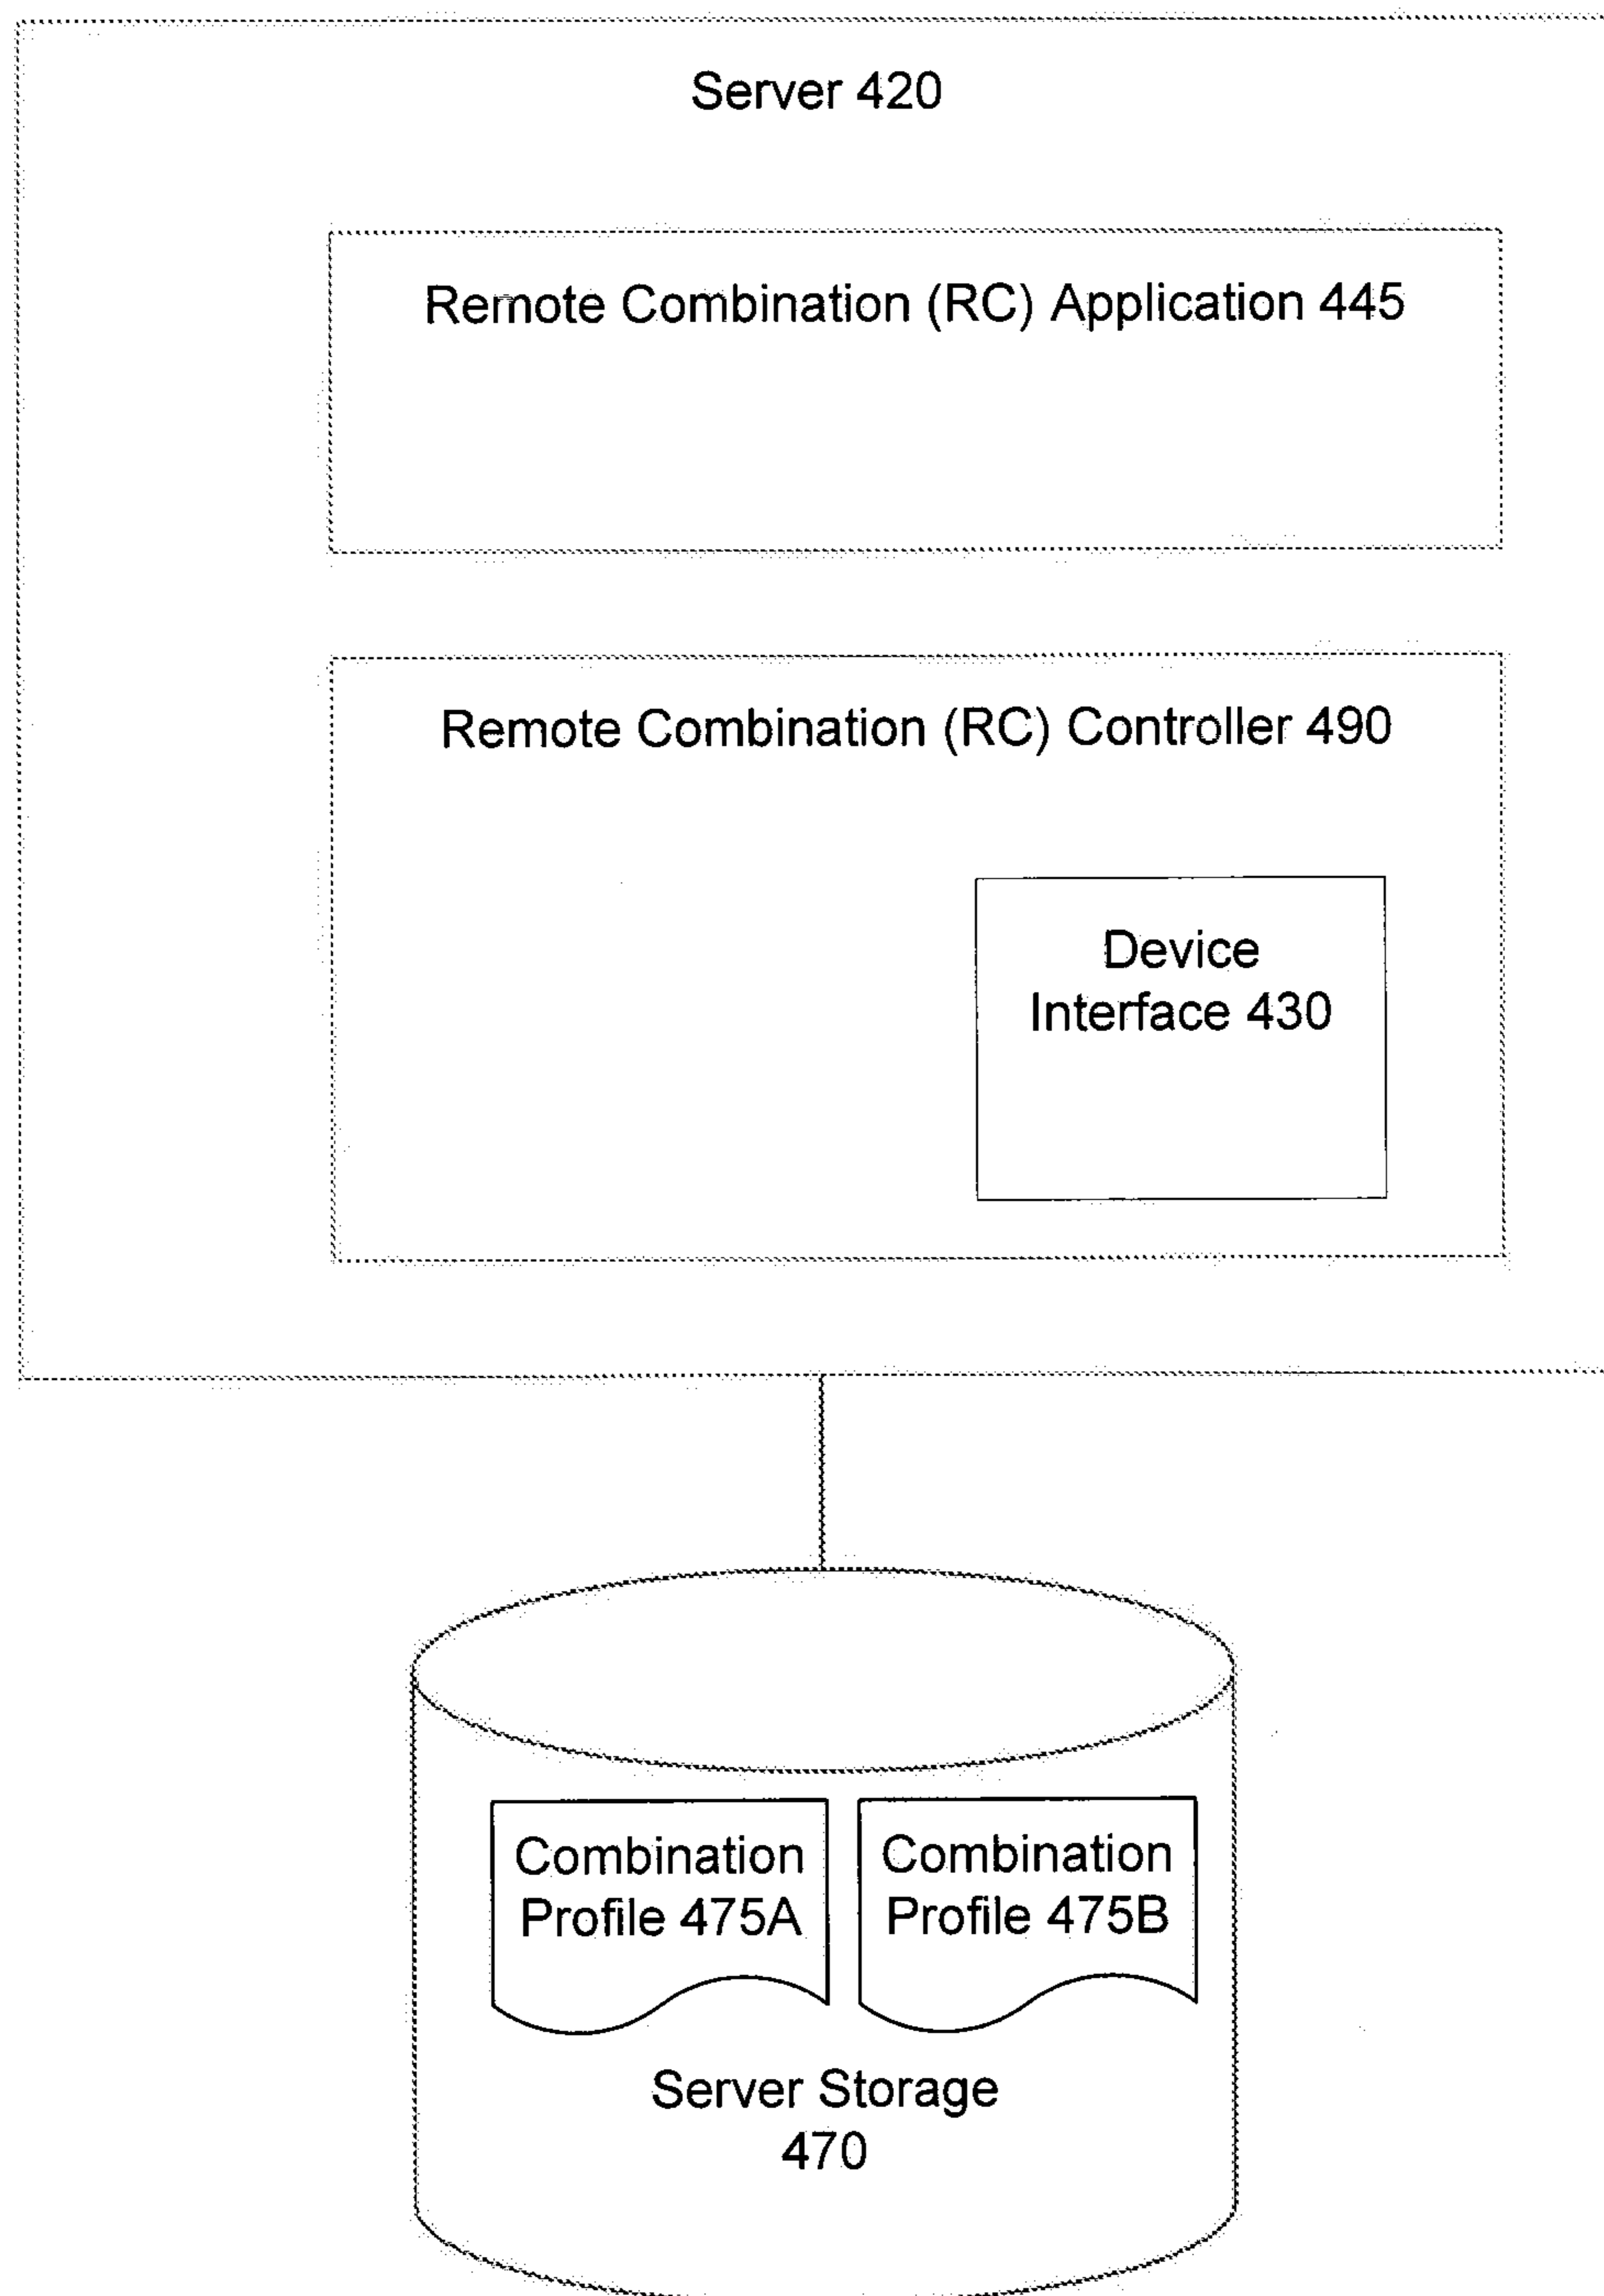 Server 420
Remote Combination (RC) Application 445
Remote Combination (RC) Controller 490
Device
Interface 430
Combination
Profile 475A
Combination
Profile 475B
Server Storage
470